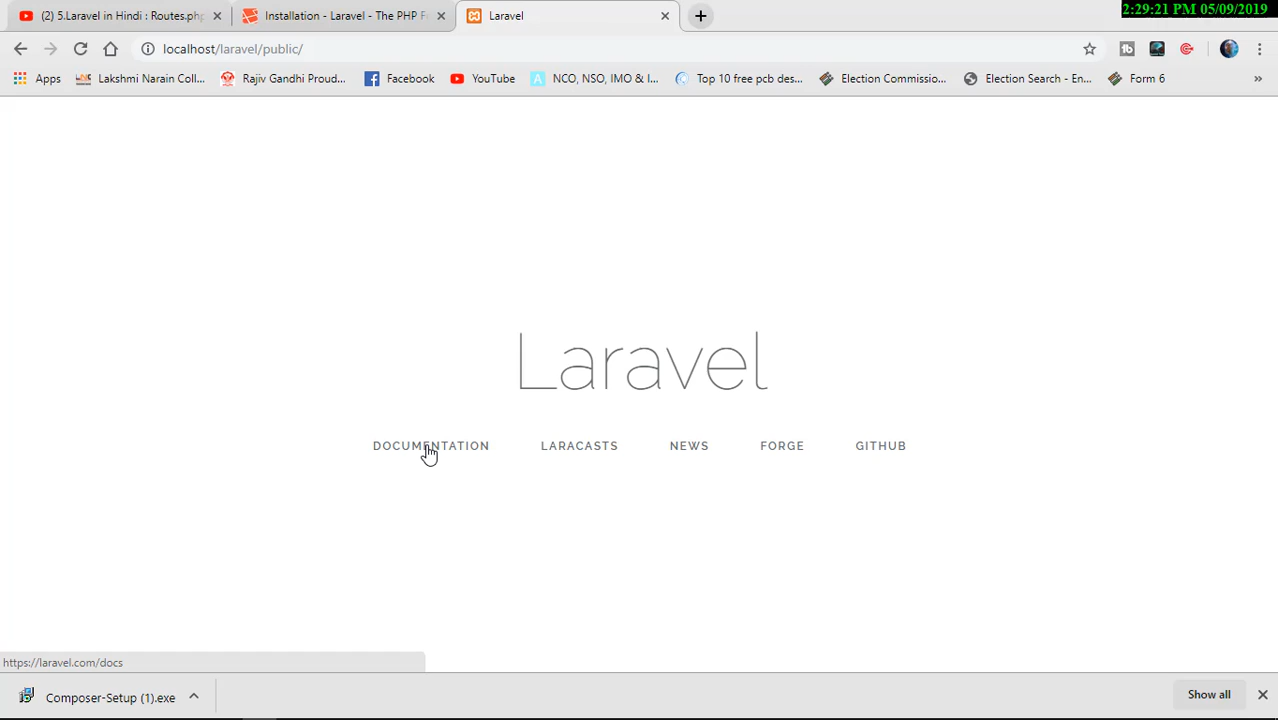 (2) 5.Laravel in Hindi : Routes.php
Installation - Laravel - The PHP F
Laravel
2:29:21 PM 05/09/2019
localhost/laravel/public/
Apps
Lakshmi Narain Coll...
Rajiv Gandhi Proud...
Facebook
YouTube
NCO, NSO, IMO & I...
Top 10 free pcb des...
Election Commissio...
Election Search - En...
Form 6
»
Laravel
DOCUMENTATION LARACASTS NEWS FORGE GITHUB
https://laravel.com/docs
Composer-Setup (1).exe
Show all